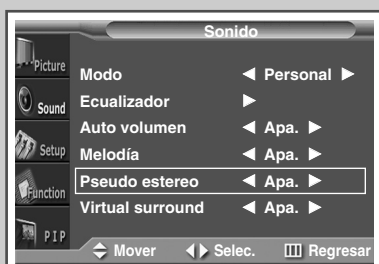 Sonido
Picture
Sound
Setup
Function
PIP
Modo ◀ Personal ▶
Ecualizador ▶
Auto volumen ◀ Apa. ▶
Melodía ◀ Apa. ▶
Pseudo estereo ◀ Apa. ▶
Virtual surround ◀ Apa. ▶
Mover Selec. Regresar